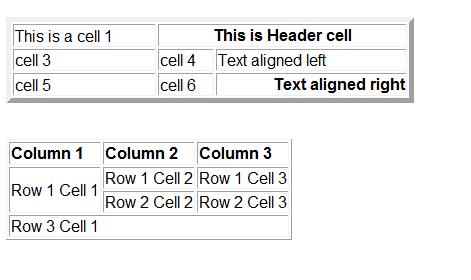 This is a cell 1 This is Header cell
cell 3 cell 4 Text aligned left
cell 5 cell 6 Text aligned right
Column 1 Column 2 Column 3
Row 1 Cell 1 Row 1 Cell 2 Row 1 Cell 3
Row 2 Cell 2 Row 2 Cell 3
Row 3 Cell 1